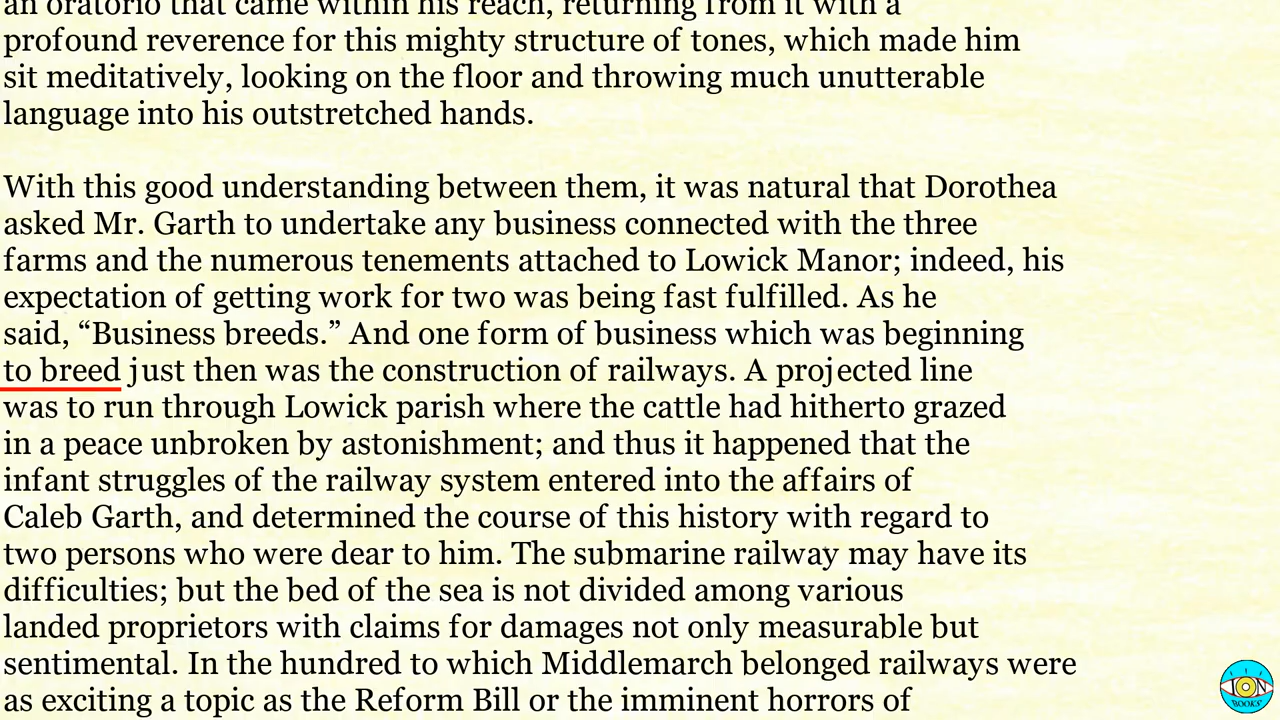 an oratorio that came within his reach, returning from it with a
profound reverence for this mighty structure of tones, which made him
sit meditatively, looking on the floor and throwing much unutterable
language into his outstretched hands.
With this good understanding between them, it was natural that Dorothea
asked Mr. Garth to undertake any business connected with the three
farms and the numerous tenements attached to Lowick Manor; indeed, his
expectation of getting work for two was being fast fulfilled. As he
said, “Business breeds.” And one form of business which was beginning
to breed just then was the construction of railways. A projected line
was to run through Lowick parish where the cattle had hitherto grazed
in a peace unbroken by astonishment; and thus it happened that the
infant struggles of the railway system entered into the affairs of
Caleb Garth, and determined the course of this history with regard to
two persons who were dear to him. The submarine railway may have its
difficulties; but the bed of the sea is not divided among various
landed proprietors with claims for damages not only measurable but
sentimental. In the hundred to which Middlemarch belonged railways were
as exciting a topic as the Reform Bill or the imminent horrors of
BOOKS